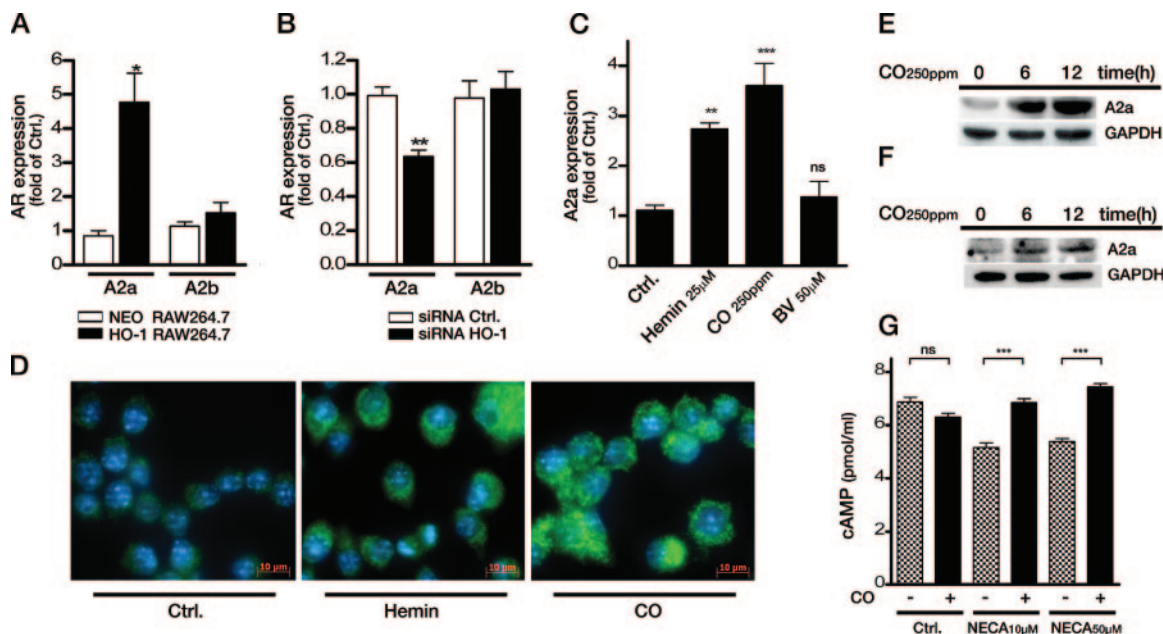 A
AR expression
(fold of Ctrl.)
6
5
4
3
2
1
0
*
A2a A2b
NEO RAW264.7
HO-1 RAW264.7
B
AR expression
(fold of Ctrl.)
1.2
1.0
0.8
0.6
0.4
0.2
0.0
**
A2a A2b
siRNA Ctrl.
siRNA HO-1
C
A2a expression
(fold of Ctrl.)
4
3
2
1
0
**
***
ns
Ctrl.
Hemin 25μM
CO 250ppm
BV 50μM
D
10 μm
10 μm
10 μm
Ctrl. Hemin CO
E
CO250ppm 0 6 12 time(h)
A2a
GAPDH
F
CO250ppm 0 6 12 time(h)
A2a
GAPDH
G
cAMP (pmol/ml)
8
6
4
2
0
ns *** ***
CO - + - + - +
Ctrl. NECA10μM NECA50μM